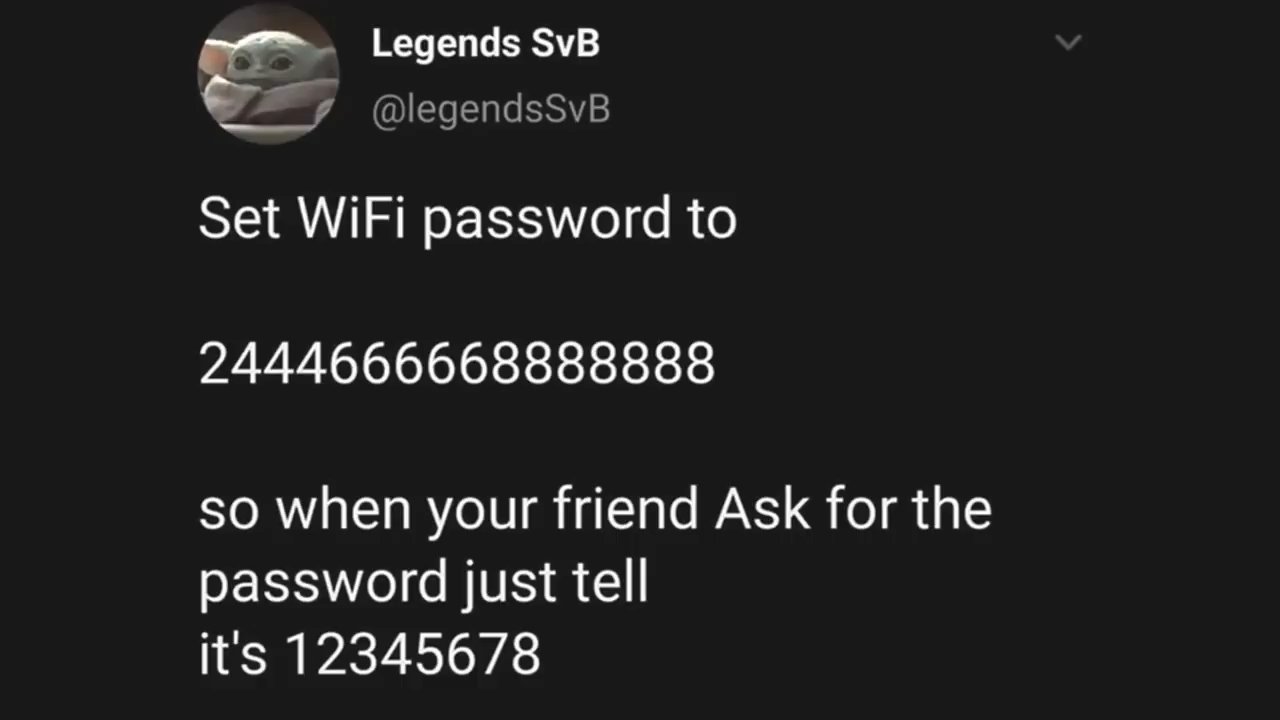 Legends SvB
@legendsSvB
Set WiFi password to
2444666668888888
so when your friend Ask for the
password just tell
it's 12345678